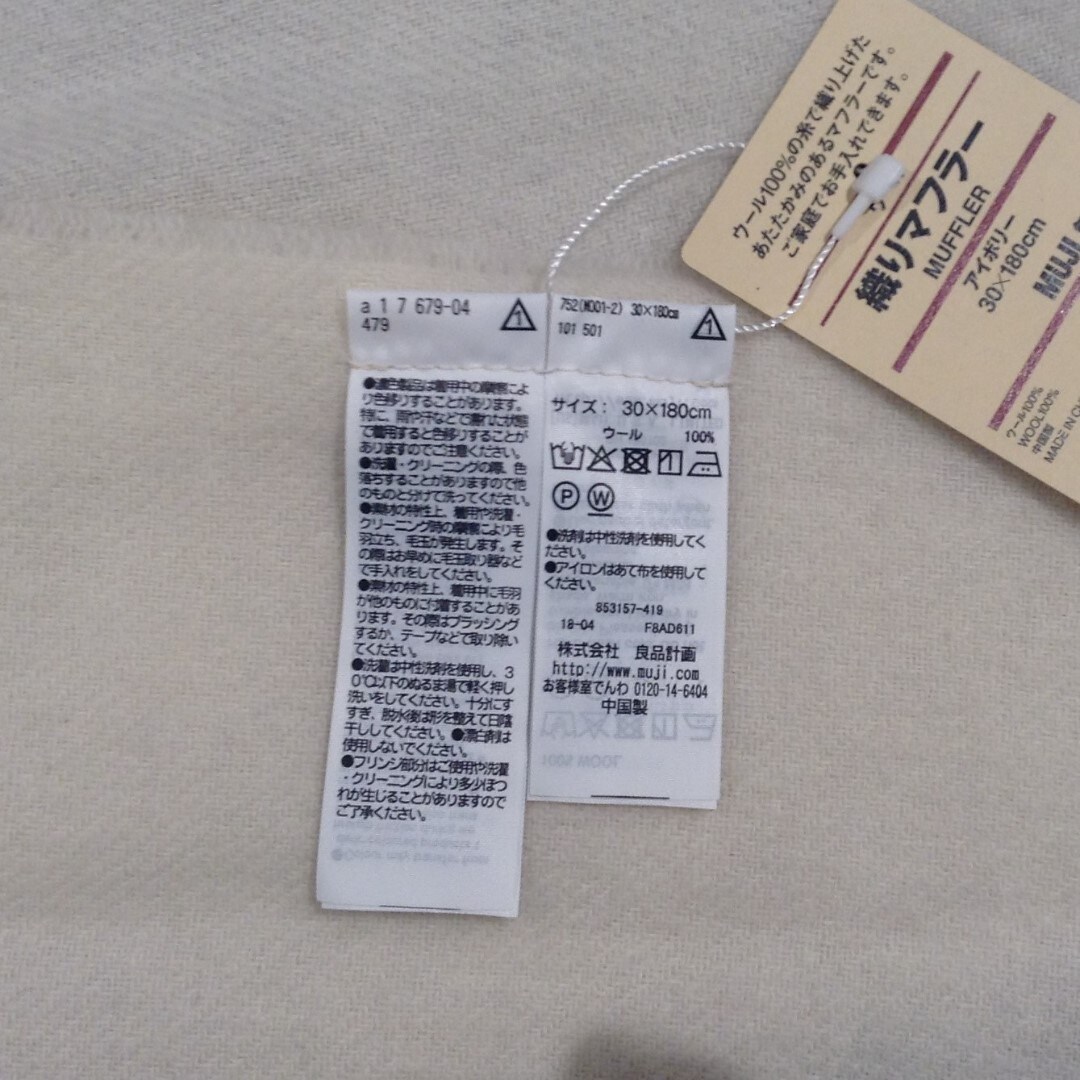 ウール100%の糸で織り上げた
あたたかみのあるマフラーです。
ご家庭でお手入れできます。
織りマフラー
MUFFLER
アイボリー
30×180cm
MUJI
ウール100%
WOOL100%
中国製
MADE IN
a 1 7 679-04
479
1
●濃色製品は着用中の摩擦によ
り色移りすることがあります。
特に、雨や汗などで濡れた状態
で着用すると色移りすることが
ありますのでご注意ください。
●洗濯・クリーニングの際、色
落ちすることがありますので他
のものと分けて洗ってください。
●素材の特性上、着用や洗濯・
クリーニング時の摩擦により毛
羽立ち、毛玉が発生します。そ
の際はお早めに毛玉取り器など
で手入れをしてください。
●素材の特性上、着用中に毛羽
が他のものに付着することがあ
ります。その際はブラッシング
するか、テープなどで取り除い
てください。
●洗濯は中性洗剤を使用し、3
0℃以下のぬるま湯で軽く押し
洗いをしてください。十分にす
すぎ、脱水後は形を整えて日陰
干ししてください。●漂白剤は
使用しないでください。
●フリンジ部分はご使用や洗濯
・クリーニングにより多少ほつ
れが生じることがありますので
ご了承ください。
752(M001-2) 30×180cm
101 501
1
サイズ: 30×180cm
ウール 100%
P W
●洗剤は中性洗剤を使用してく
ださい。
●アイロンはあて布を使用して
ください。
853157-419
18-04 F8AD611
株式会社 良品計画
http://www.muji.com
お客様室でんわ 0120-14-6404
中国製